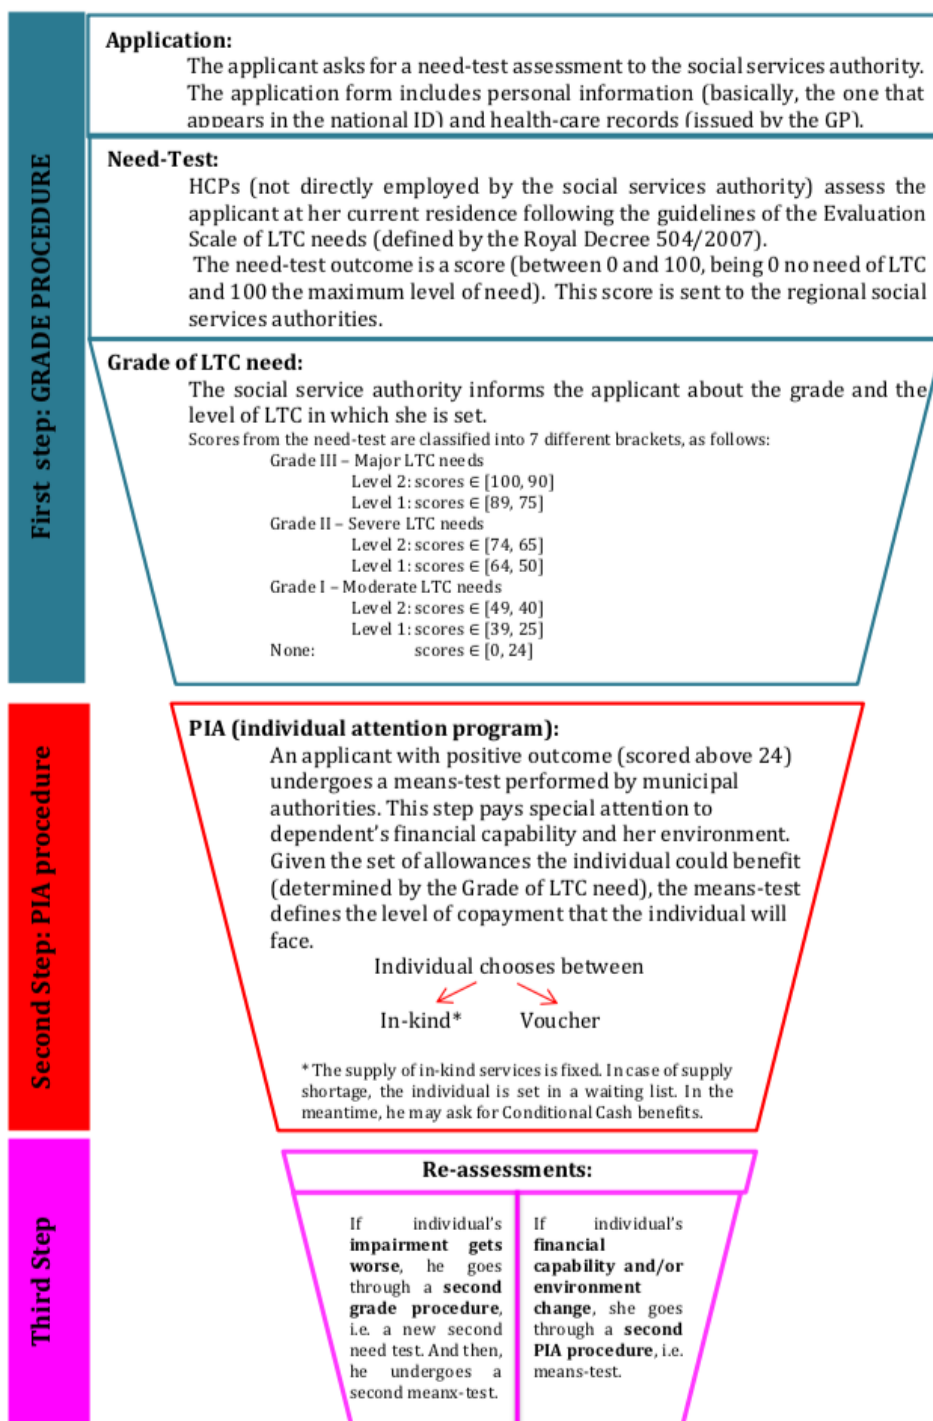 First step: GRADE PROCEDURE
Application:
The applicant asks for a need-test assessment to the social services authority.
The application form includes personal information (basically, the one that
appears in the national ID) and health-care records (issued by the GP).
Need-Test:
HCPs (not directly employed by the social services authority) assess the
applicant at her current residence following the guidelines of the Evaluation
Scale of LTC needs (defined by the Royal Decree 504/2007).
The need-test outcome is a score (between 0 and 100, being 0 no need of LTC
and 100 the maximum level of need). This score is sent to the regional social
services authorities.
Grade of LTC need:
The social service authority informs the applicant about the grade and the
level of LTC in which she is set.
Scores from the need-test are classified into 7 different brackets, as follows:
Grade III – Major LTC needs
Level 2: scores ∈ [100, 90]
Level 1: scores ∈ [89, 75]
Grade II – Severe LTC needs
Level 2: scores ∈ [74, 65]
Level 1: scores ∈ [64, 50]
Grade I – Moderate LTC needs
Level 2: scores ∈ [49, 40]
Level 1: scores ∈ [39, 25]
None: scores ∈ [0, 24]
Second Step: PIA procedure
PIA (individual attention program):
An applicant with positive outcome (scored above 24)
undergoes a means-test performed by municipal
authorities. This step pays special attention to
dependent's financial capability and her environment.
Given the set of allowances the individual could benefit
(determined by the Grade of LTC need), the means-test
defines the level of copayment that the individual will
face.
Individual chooses between
In-kind* Voucher
* The supply of in-kind services is fixed. In case of supply
shortage, the individual is set in a waiting list. In the
meantime, he may ask for Conditional Cash benefits.
Third Step
Re-assessments:
If individual's
impairment gets
worse, he goes
through a second
grade procedure,
i.e. a new second
need test. And then,
he undergoes a
second meanx-test.
If individual's
financial
capability and/or
environment
change, she goes
through a second
PIA procedure, i.e.
means-test.